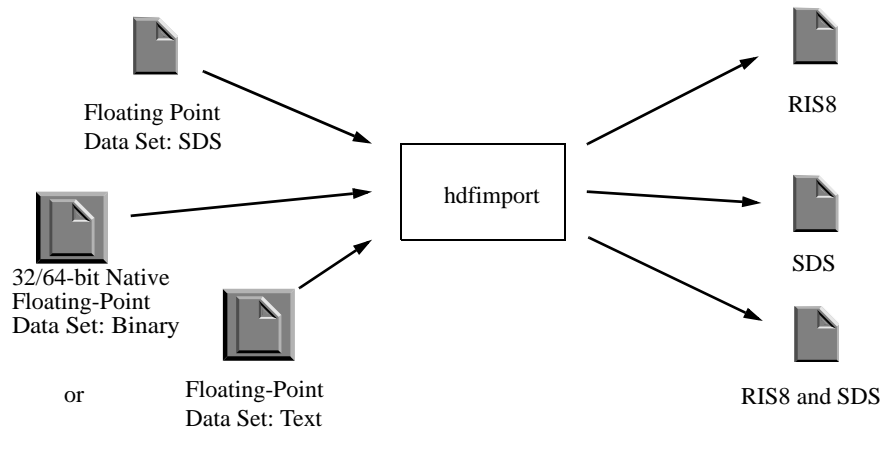 Floating Point
Data Set: SDS
32/64-bit Native
Floating-Point
Data Set: Binary
or
Floating-Point
Data Set: Text
hdfimport
RIS8
SDS
RIS8 and SDS